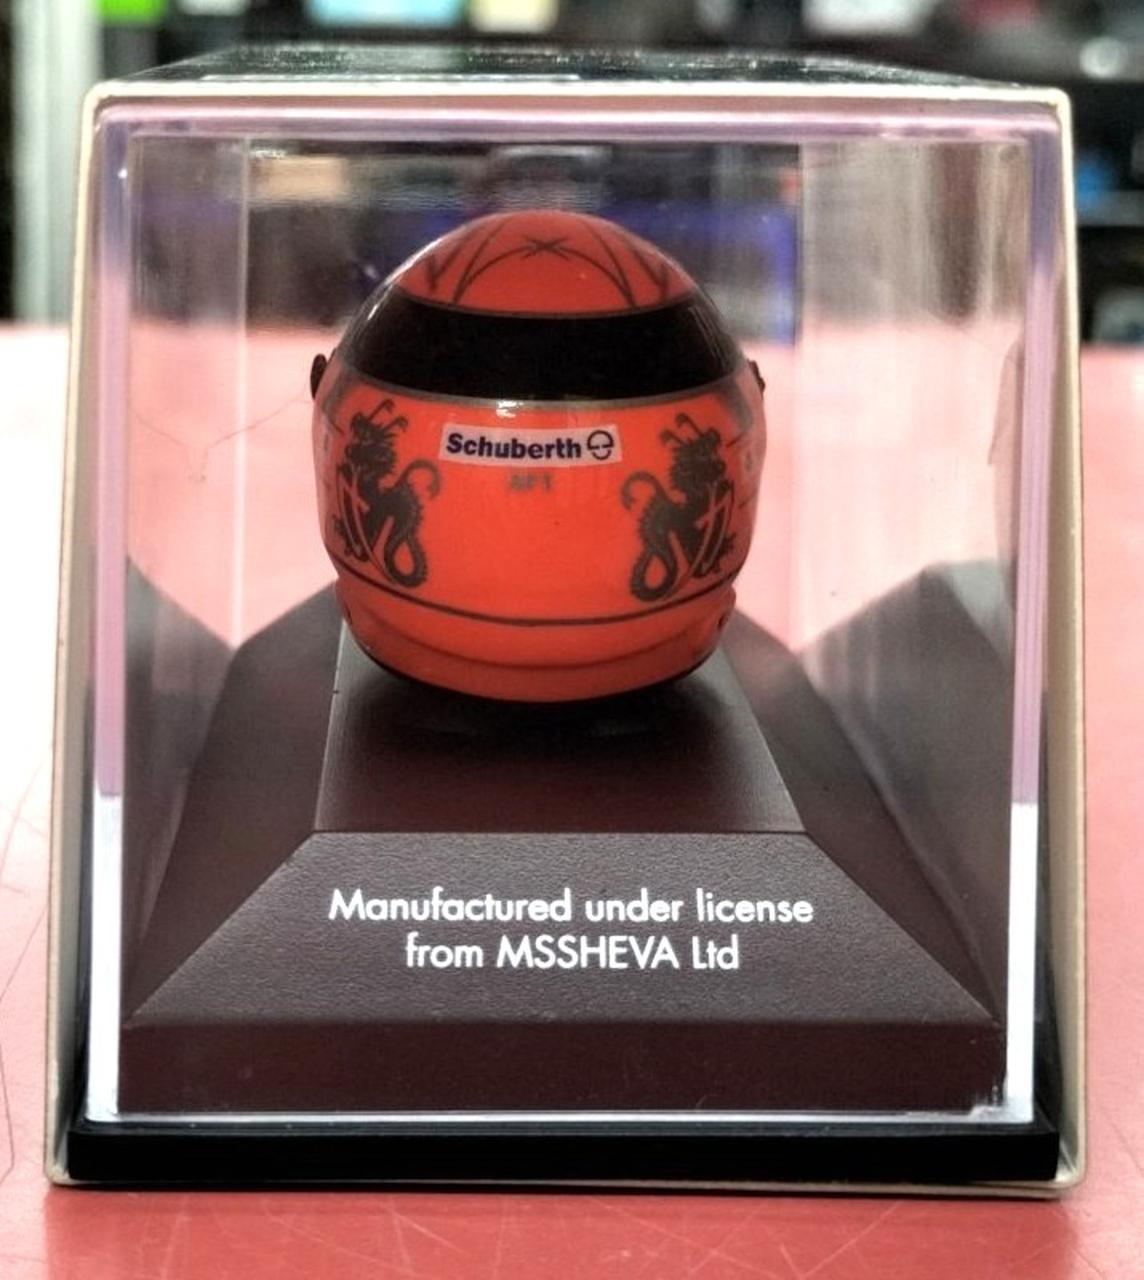 Schuberth
Manufactured under license
from MSSHEVA Ltd